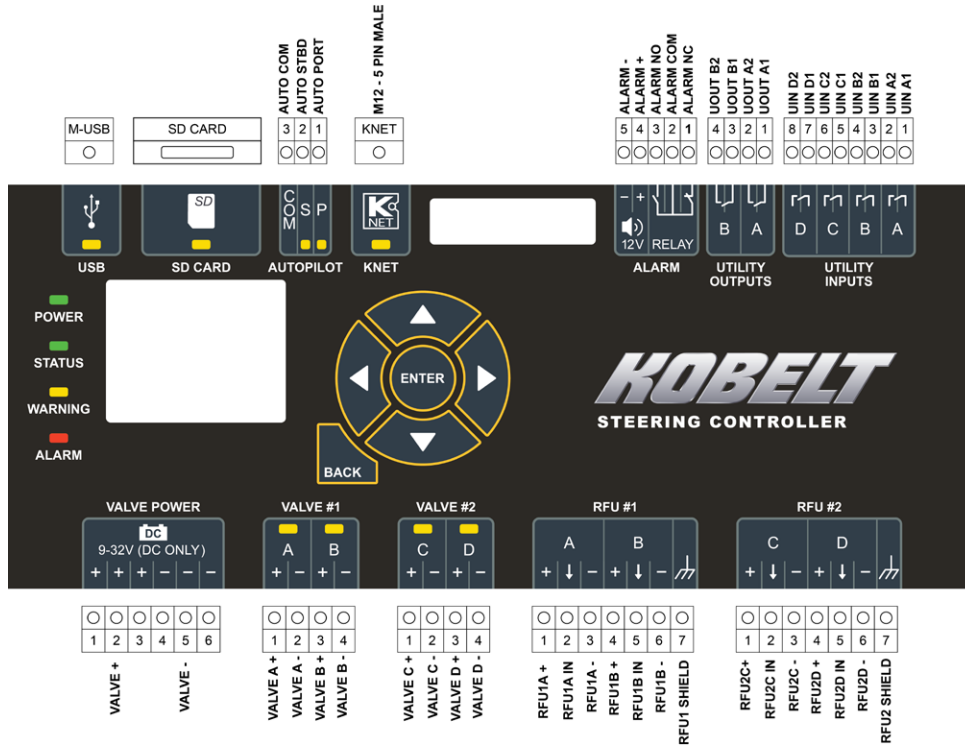 AUTO COM
AUTO STBD
AUTO PORT
M12 - 5 PIN MALE
ALARM -
ALARM +
ALARM NO
ALARM COM
ALARM NC
UOUT B2
UOUT B1
UOUT A2
UOUT A1
UIN D2
UIN D1
UIN C2
UIN C1
UIN B2
UIN B1
UIN A2
UIN A1
M-USB
SD CARD
3 2 1
KNET
5 4 3 2 1
4 3 2 1
8 7 6 5 4 3 2 1
SD
COM
S P
K NET
- +
12V RELAY
B A
D C B A
USB
SD CARD
AUTOPILOT
KNET
ALARM
UTILITY
OUTPUTS
UTILITY
INPUTS
POWER
STATUS
WARNING
ALARM
ENTER
BACK
KOBELT
STEERING CONTROLLER
VALVE POWER
VALVE #1
VALVE #2
RFU #1
RFU #2
DC
9-32V (DC ONLY)
+ + + - - -
A B
+ - + -
C D
+ - + -
A B
+ - + -
C D
+ - + -
1 2 3 4 5 6
1 2 3 4
1 2 3 4
1 2 3 4 5 6 7
1 2 3 4 5 6 7
VALVE +
VALVE -
VALVE A +
VALVE A -
VALVE B +
VALVE B -
VALVE C +
VALVE C -
VALVE D +
VALVE D -
RFU1A +
RFU1A IN
RFU1A -
RFU1B +
RFU1B IN
RFU1B -
RFU1 SHIELD
RFU2C+
RFU2C IN
RFU2C -
RFU2D +
RFU2D IN
RFU2D -
RFU2 SHIELD